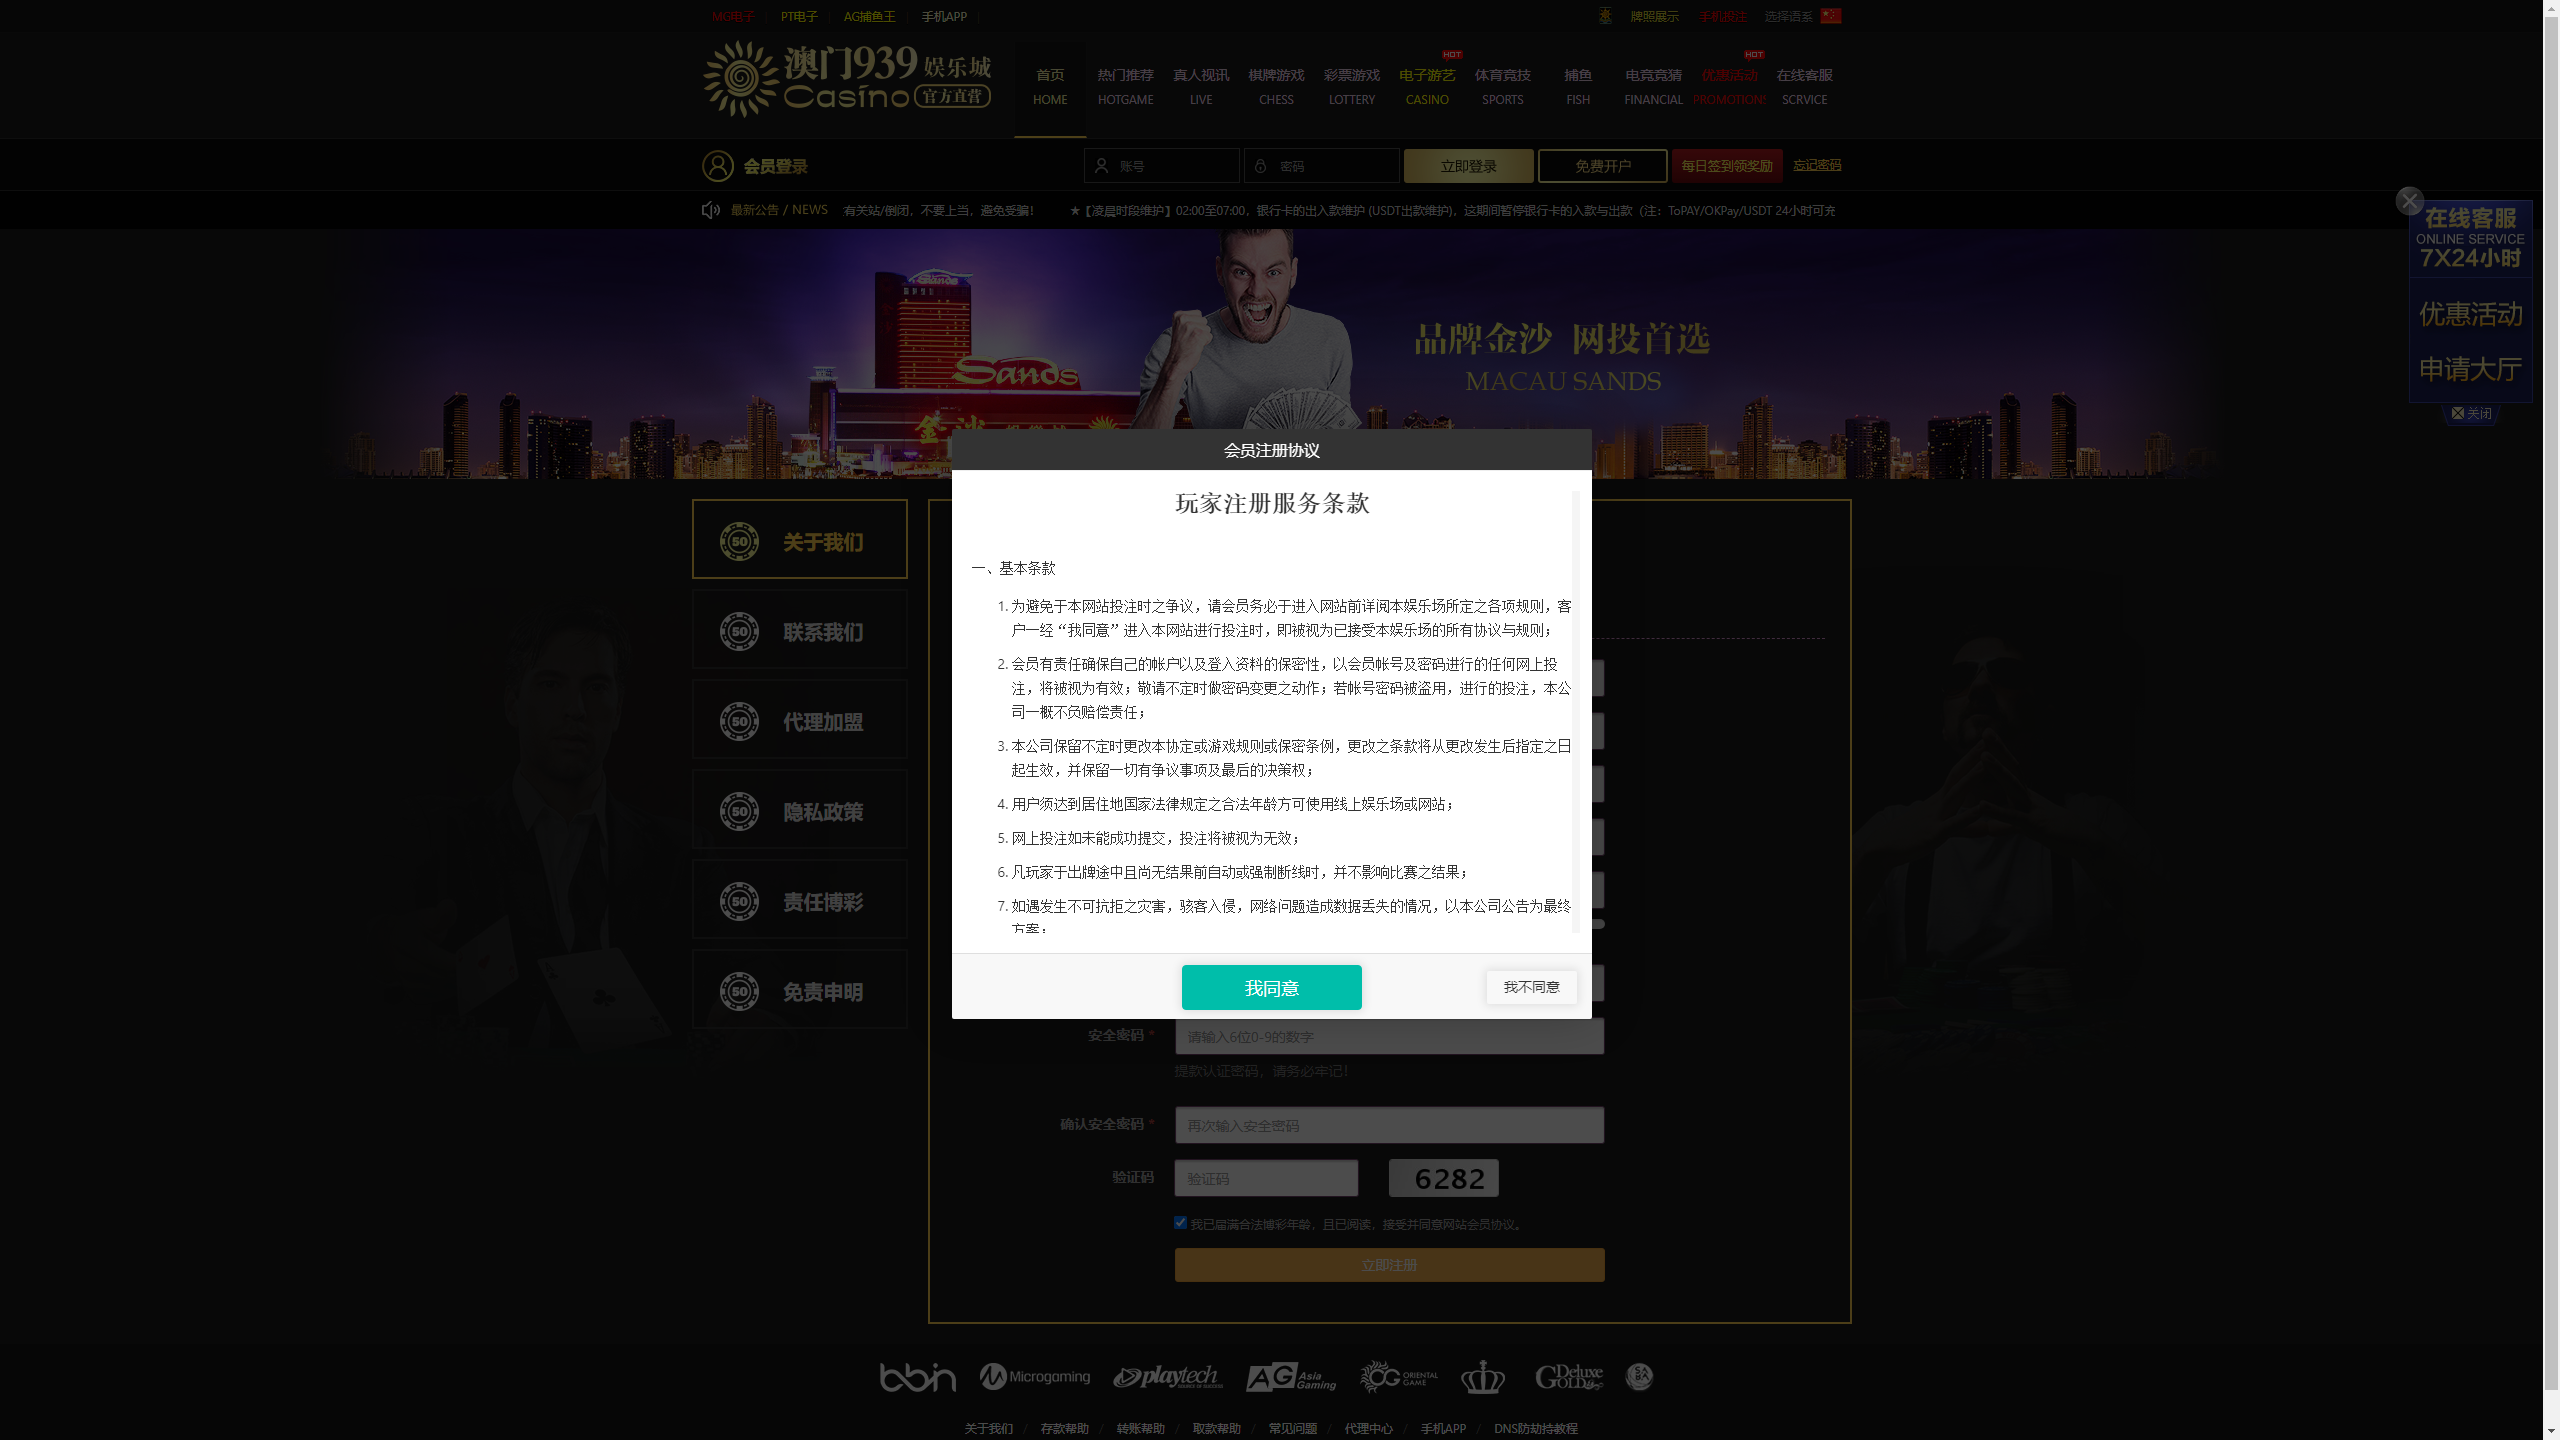 MG电子 PT电子 AG捕鱼王 手机APP
牌照展示 手机投注 选择语系
澳门939娱乐城
Casino 官方直营
首页 热门推荐 真人视讯 棋牌游戏 彩票游戏 电子游艺 HOT 体育竞技 捕鱼 电竞竞猜 优惠活动 HOT 在线客服
HOME HOTGAME LIVE CHESS LOTTERY CASINO SPORTS FISH FINANCIAL PROMOTIONS SCRVICE
会员登录 账号 密码 立即登录 免费开户 每日签到领奖励 忘记密码
最新公告 / NEWS 有关站/倒闭，不要上当，避免受骗！ ★【凌晨时段维护】02:00至07:00，银行卡的出入款维护 (USDT出款维护)，这期间暂停银行卡的入款与出款（注：ToPAY/OKPay/USDT 24小时可充
在线客服
ONLINE SERVICE
7X24小时
优惠活动
申请大厅
关闭
Sands
Sands
金沙
品牌金沙 网投首选
MACAU SANDS
会员注册协议
玩家注册服务条款
一、基本条款
1. 为避免于本网站投注时之争议，请会员务必于进入网站前详阅本娱乐场所定之各项规则，客
户一经“我同意”进入本网站进行投注时，即被视为已接受本娱乐场的所有协议与规则；
2. 会员有责任确保自己的帐户以及登入资料的保密性，以会员帐号及密码进行的任何网上投
注，将被视为有效；敬请不定时做密码变更之动作；若帐号密码被盗用，进行的投注，本公
司一概不负赔偿责任；
3. 本公司保留不定时更改本协定或游戏规则或保密条例，更改之条款将从更改发生后指定之日
起生效，并保留一切有争议事项及最后的决策权；
4. 用户须达到居住地国家法律规定之合法年龄方可使用线上娱乐场或网站；
5. 网上投注如未能成功提交，投注将被视为无效；
6. 凡玩家于出牌途中且尚无结果前自动或强制断线时，并不影响比赛之结果；
7. 如遇发生不可抗拒之灾害，骇客入侵，网络问题造成数据丢失的情况，以本公司公告为最终
方案；
我同意
我不同意
50 关于我们
50 联系我们
50 代理加盟
50 隐私政策
50 责任博彩
50 免责申明
安全密码 * 请输入6位0-9的数字
提款认证密码，请务必牢记！
确认安全密码 * 再次输入安全密码
验证码 验证码 6282
我已届满合法博彩年龄，且已阅读，接受并同意网站会员协议。
立即注册
bbin Microgaming playtech SOURCE OF SUCCESS AG Asia Gaming OG ORIENTAL GAME GOLD Deluxe SABA
关于我们 / 存款帮助 / 转账帮助 / 取款帮助 / 常见问题 / 代理中心 / 手机APP / DNS防劫持教程